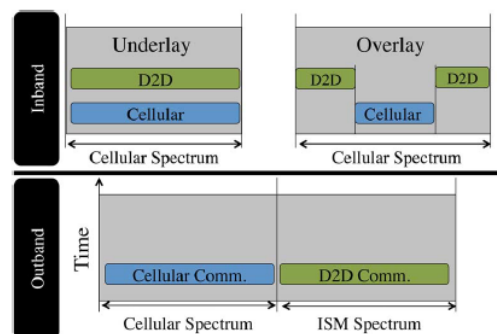 Inband
Underlay
D2D
Cellular
Cellular Spectrum
Overlay
D2D
D2D
Cellular
Cellular Spectrum
Outband
Time
Cellular Comm.
D2D Comm.
Cellular Spectrum
ISM Spectrum